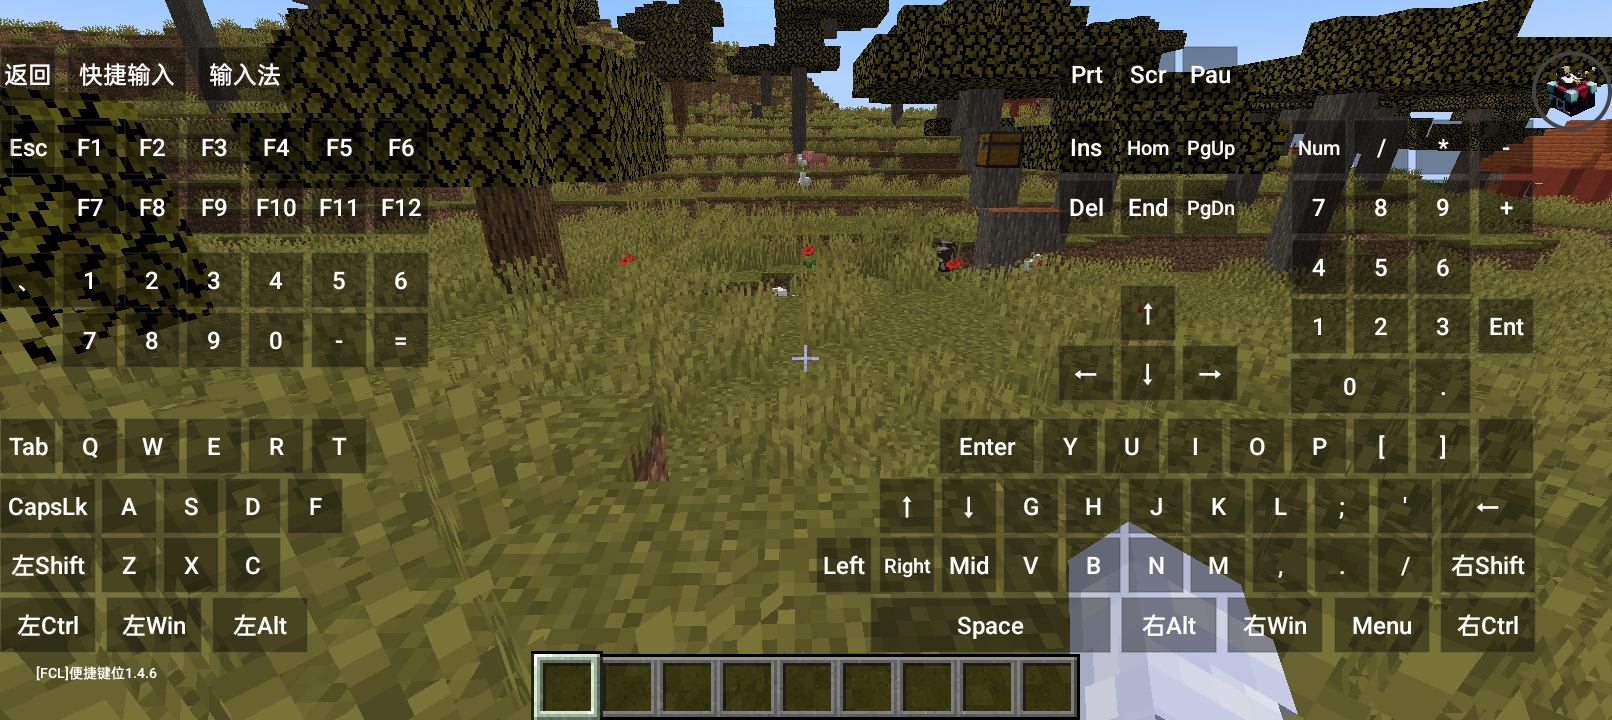 返回 快捷输入 输入法 Prt Scr Pau
Esc F1 F2 F3 F4 F5 F6 Ins Hom PgUp Num / * -
F7 F8 F9 F10 F11 F12 Del End PgDn 7 8 9 +
、 1 2 3 4 5 6 4 5 6
7 8 9 0 - = ↑ 1 2 3 Ent
← ↓ → 0 .
Tab Q W E R T Enter Y U I O P [ ]
CapsLk A S D F ↑ ↓ G H J K L ; ' ←
左Shift Z X C Left Right Mid V B N M , . / 右Shift
左Ctrl 左Win 左Alt Space 右Alt 右Win Menu 右Ctrl
[FCL]便捷键位1.4.6